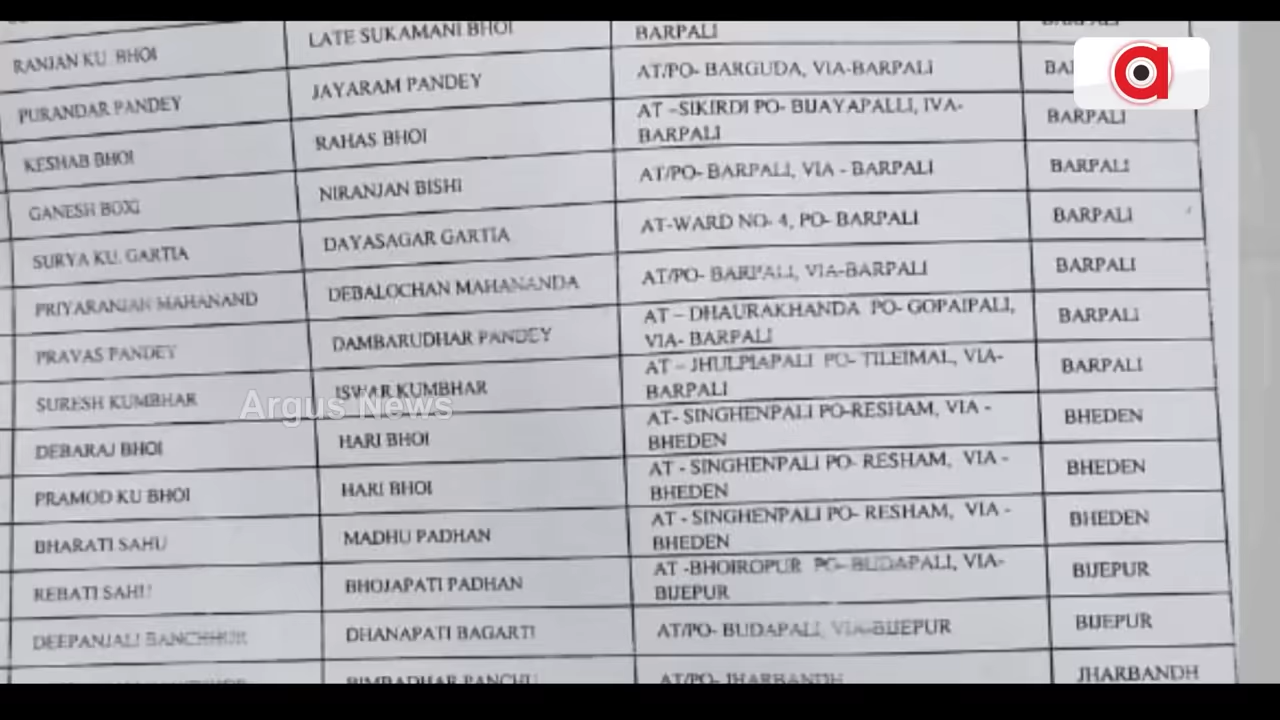 RANJAN KU. BHOI LATE SUKAMANI BHOI BARPALI
PURANDAR PANDEY JAYARAM PANDEY AT/PO- BARGUDA, VIA-BARPALI
KESHAB BHOI RAHAS BHOI AT –SIKIRDI PO- BIJAYAPALLI, IVA-
BARPALI BARPALI
GANESH BOXI NIRANJAN BISHI AT/PO- BARPALI, VIA - BARPALI BARPALI
SURYA KU. GARTIA DAYASAGAR GARTIA AT-WARD NO- 4, PO- BARPALI BARPALI
PRIYARANJAN MAHANAND DEBALOCHAN MAHANANDA AT/PO- BARPALI, VIA-BARPALI BARPALI
PRAVAS PANDEY DAMBARUDHAR PANDEY AT – DHAURAKHANDA PO- GOPAIPALI,
VIA- BARPALI BARPALI
SURESH KUMBHAR ISWAR KUMBHAR AT – JHULPIAPALI PO- TILEIMAL, VIA-
BARPALI BARPALI
Argus News
DEBARAJ BHOI HARI BHOI AT- SINGHENPALI PO-RESHAM, VIA -
BHEDEN BHEDEN
PRAMOD KU BHOI HARI BHOI AT - SINGHENPALI PO- RESHAM, VIA -
BHEDEN BHEDEN
BHARATI SAHU MADHU PADHAN AT - SINGHENPALI PO- RESHAM, VIA -
BHEDEN BHEDEN
REBATI SAHU BHOJAPATI PADHAN AT -BHOIROPUR PO- BUDAPALI, VIA-
BIJEPUR BIJEPUR
DEEPANJALI BANCHHUR DHANAPATI BAGARTI AT/PO- BUDAPALI, VIA-BIJEPUR BIJEPUR
BIMBADHAR PANCHU AT/PO- JHARBANDH JHARBANDH